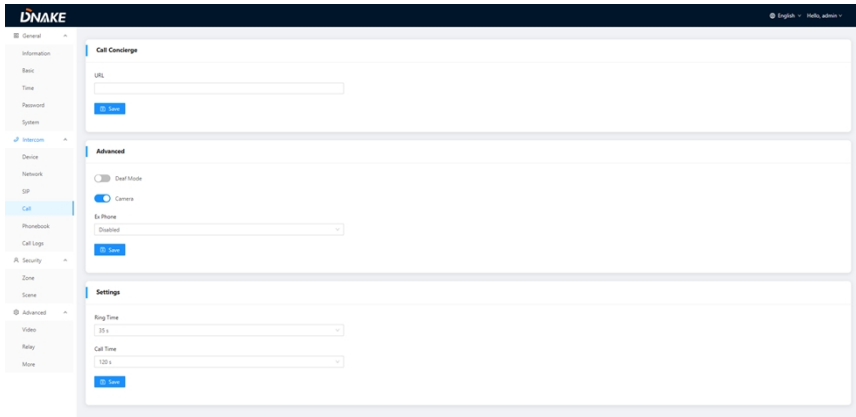 DNAKE
English
Hello, admin
General
Information
Basic
Time
Password
System
Intercom
Device
Network
SIP
Call
Phonebook
Call Logs
Security
Zone
Scene
Advanced
Video
Relay
More
Call Concierge
URL
Save
Advanced
Deaf Mode
Camera
Ex Phone
Disabled
Save
Settings
Ring Time
35 s
Call Time
120 s
Save